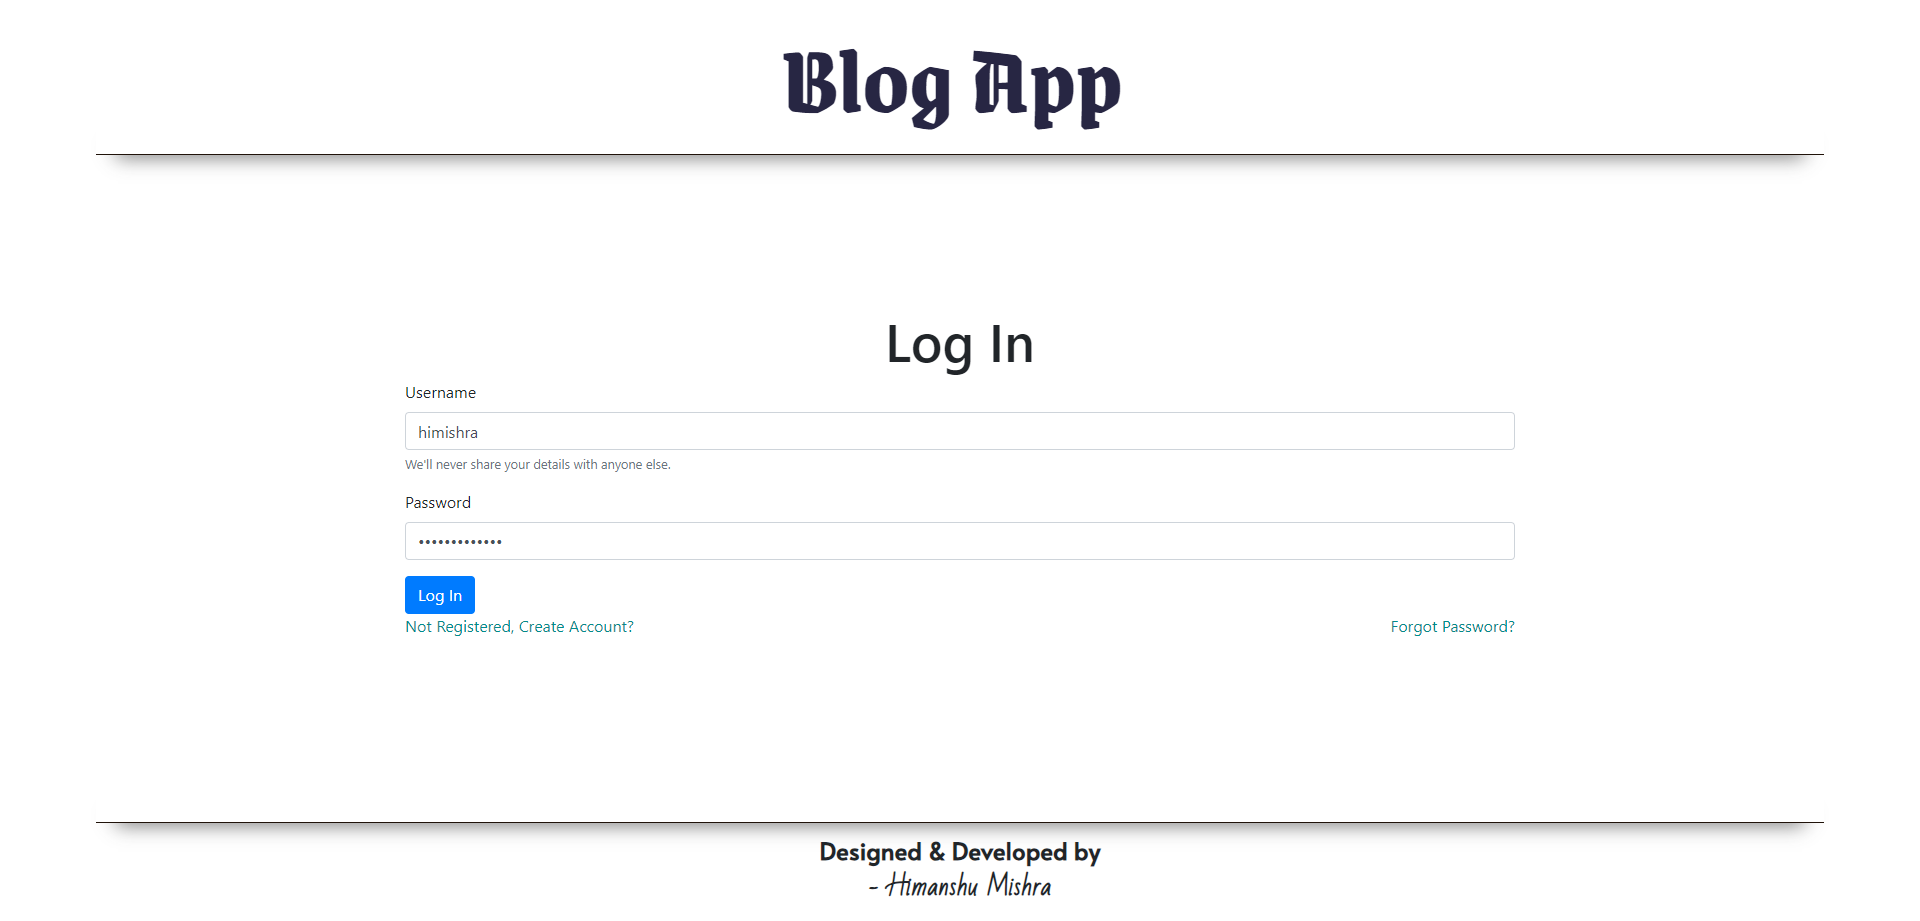 Blog App
Log In
Username
himishra
We'll never share your details with anyone else.
Password
•••••••••••••
Log In
Not Registered, Create Account? Forgot Password?
Designed & Developed by
- Himanshu Mishra